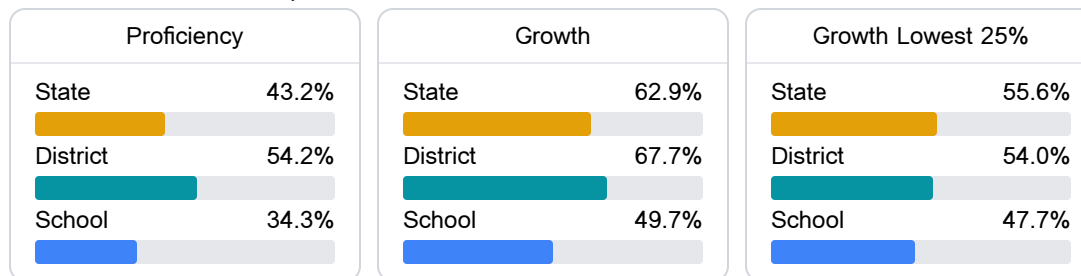 Proficiency
State 43.2%
District 54.2%
School 34.3%
Growth
State 62.9%
District 67.7%
School 49.7%
Growth Lowest 25%
State 55.6%
District 54.0%
School 47.7%